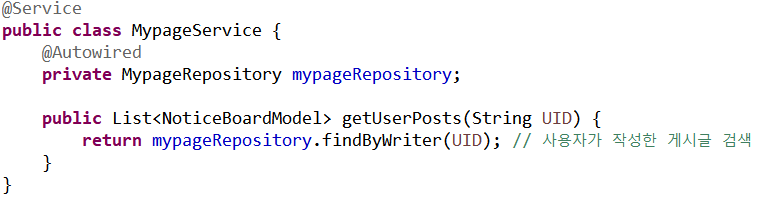 @Service
public class MypageService {
    @Autowired
    private MypageRepository mypageRepository;

    public List<NoticeBoardModel> getUserPosts(String UID) {
        return mypageRepository.findByWriter(UID); // 사용자가 작성한 게시글 검색
    }
}